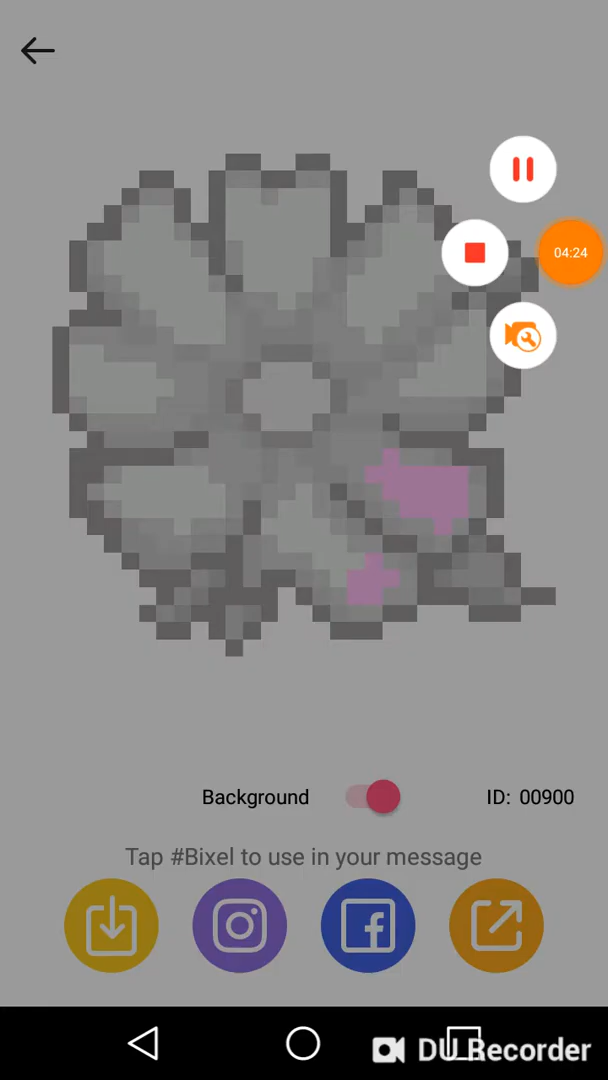 04:24
Background
ID: 00900
Tap #Bixel to use in your message
DU Recorder